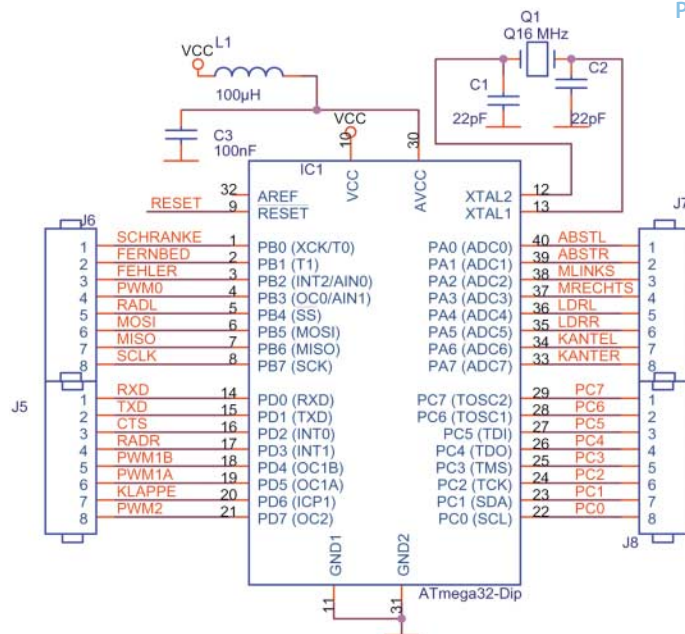 P
Q1
Q16 MHz
VCC L1
100µH
C1
C2
22pF
22pF
C3
100nF
VCC
10
30
IC1
VCC
AVCC
32 AREF
RESET 9 RESET
XTAL2 12
XTAL1 13
J6
J7
1 SCHRANKE 1 PB0 (XCK/T0)
2 FERNBED 2 PB1 (T1)
3 FEHLER 3 PB2 (INT2/AIN0)
4 PWM0 4 PB3 (OC0/AIN1)
5 RADL 5 PB4 (SS)
6 MOSI 6 PB5 (MOSI)
7 MISO 7 PB6 (MISO)
8 SCLK 8 PB7 (SCK)
PA0 (ADC0) 40 ABSTL 1
PA1 (ADC1) 39 ABSTR 2
PA2 (ADC2) 38 MLINKS 3
PA3 (ADC3) 37 MRECHTS 4
PA4 (ADC4) 36 LDRL 5
PA5 (ADC5) 35 LDRR 6
PA6 (ADC6) 34 KANTEL 7
PA7 (ADC7) 33 KANTER 8
J5
1 RXD 14 PD0 (RXD)
2 TXD 15 PD1 (TXD)
3 CTS 16 PD2 (INT0)
4 RADR 17 PD3 (INT1)
5 PWM1B 18 PD4 (OC1B)
6 PWM1A 19 PD5 (OC1A)
7 KLAPPE 20 PD6 (ICP1)
8 PWM2 21 PD7 (OC2)
PC7 (TOSC2) 29 PC7 1
PC6 (TOSC1) 28 PC6 2
PC5 (TDI) 27 PC5 3
PC4 (TDO) 26 PC4 4
PC3 (TMS) 25 PC3 5
PC2 (TCK) 24 PC2 6
PC1 (SDA) 23 PC1 7
PC0 (SCL) 22 PC0 8
J8
GND1
GND2
ATmega32-Dip
11
31